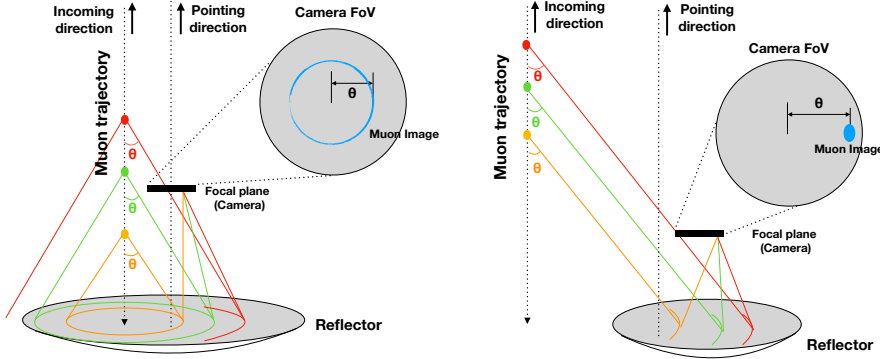 Incoming
direction
Pointing
direction
Camera FoV
θ
Muon Image
Muon trajectory
θ
θ
θ
Focal plane
(Camera)
Reflector
Incoming
direction
Pointing
direction
Camera FoV
θ
Muon Image
Muon trajectory
θ
θ
θ
Focal plane
(Camera)
Reflector